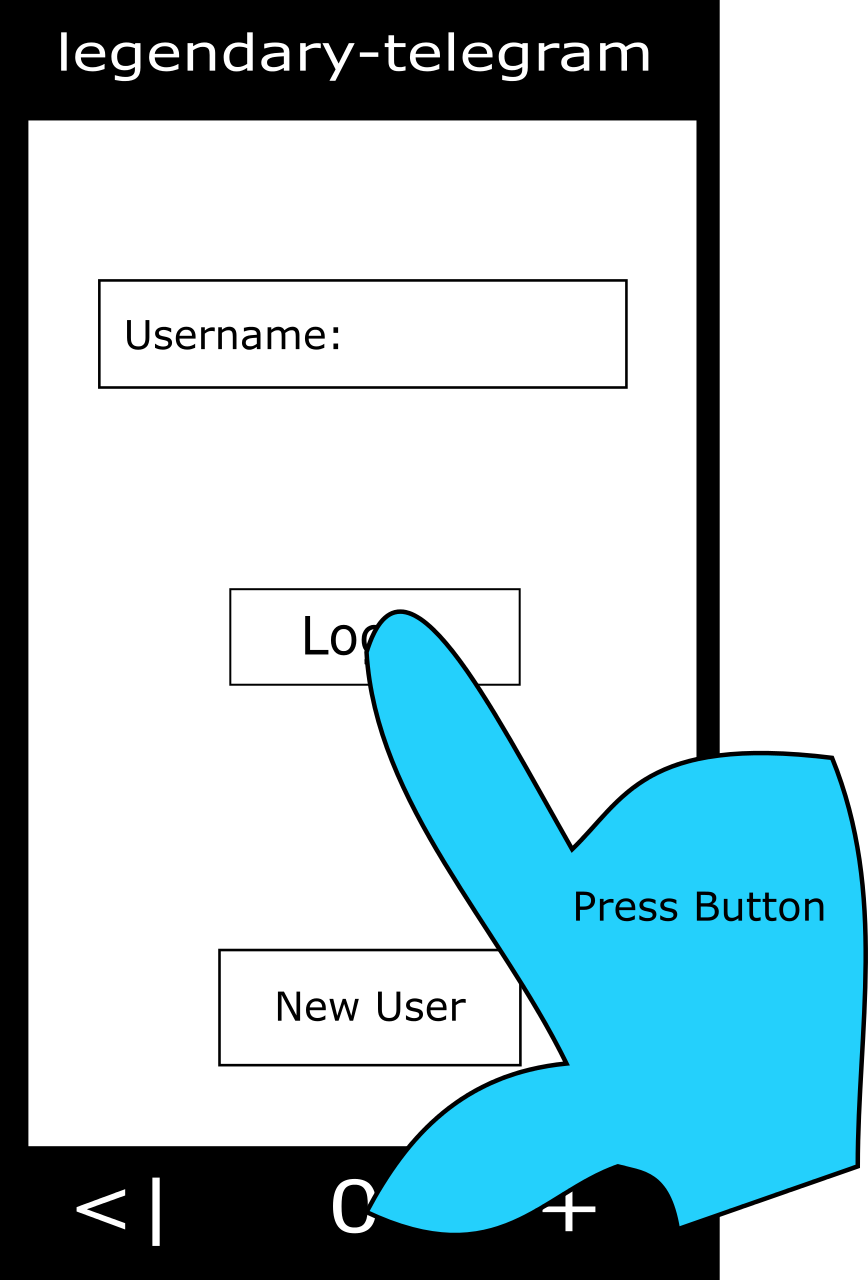 legendary-telegram
Username:
Press Button
New User
<| O +